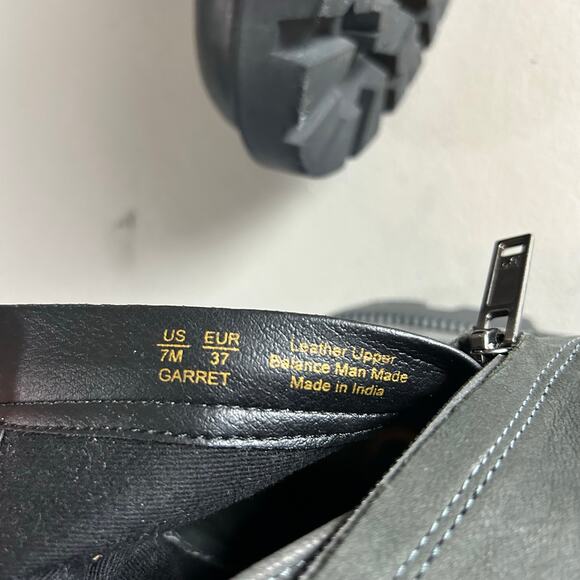 US EUR
7M 37
GARRET
Leather Upper
Balance Man Made
Made in India